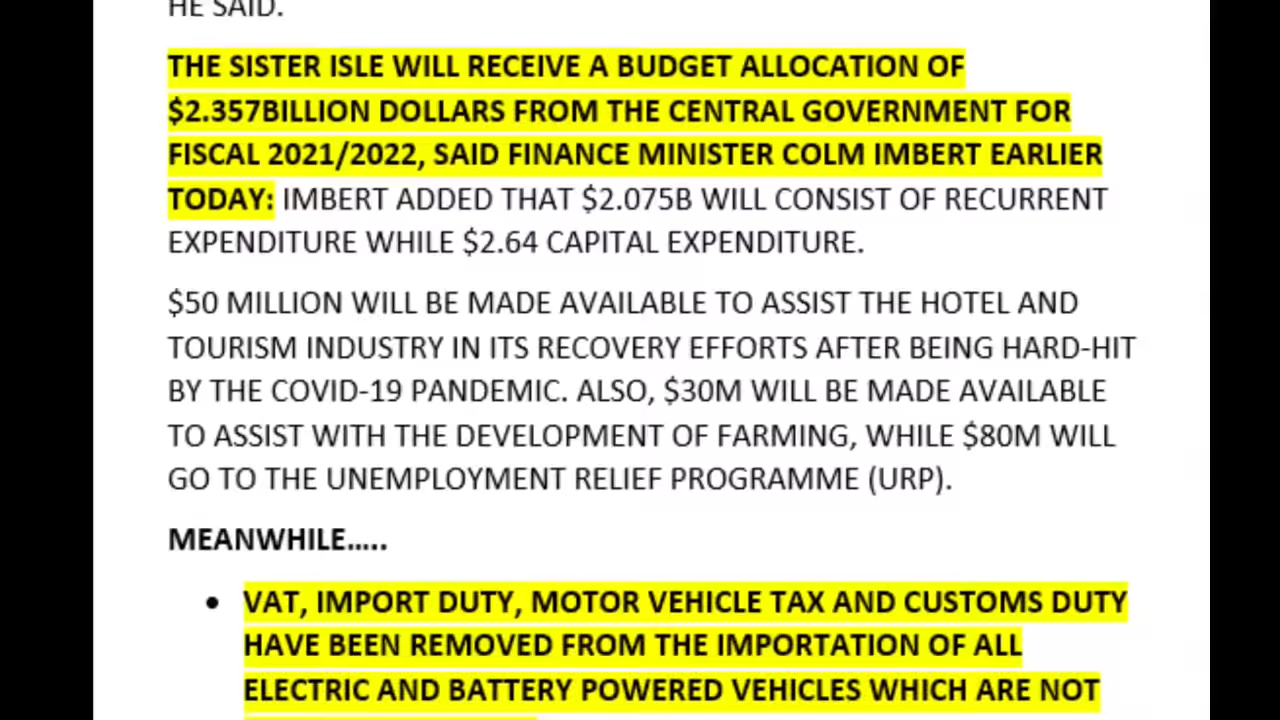 HE SAID.
THE SISTER ISLE WILL RECEIVE A BUDGET ALLOCATION OF
$2.357BILLION DOLLARS FROM THE CENTRAL GOVERNMENT FOR
FISCAL 2021/2022, SAID FINANCE MINISTER COLM IMBERT EARLIER
TODAY: IMBERT ADDED THAT $2.075B WILL CONSIST OF RECURRENT
EXPENDITURE WHILE $2.64 CAPITAL EXPENDITURE.
$50 MILLION WILL BE MADE AVAILABLE TO ASSIST THE HOTEL AND
TOURISM INDUSTRY IN ITS RECOVERY EFFORTS AFTER BEING HARD-HIT
BY THE COVID-19 PANDEMIC. ALSO, $30M WILL BE MADE AVAILABLE
TO ASSIST WITH THE DEVELOPMENT OF FARMING, WHILE $80M WILL
GO TO THE UNEMPLOYMENT RELIEF PROGRAMME (URP).
MEANWHILE…..
• VAT, IMPORT DUTY, MOTOR VEHICLE TAX AND CUSTOMS DUTY
HAVE BEEN REMOVED FROM THE IMPORTATION OF ALL
ELECTRIC AND BATTERY POWERED VEHICLES WHICH ARE NOT